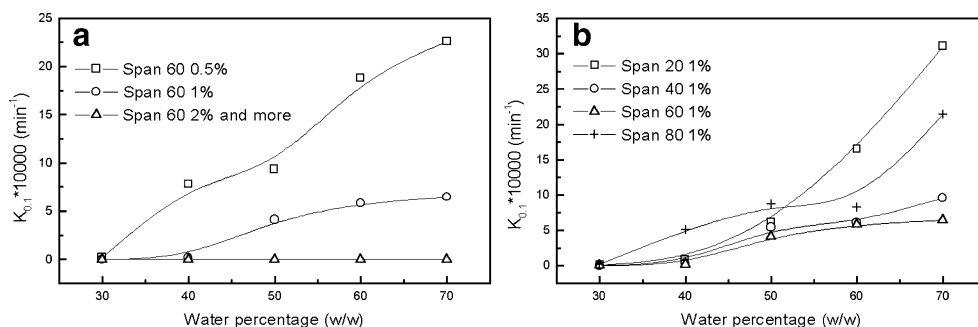 a
Span 60 0.5%
Span 60 1%
Span 60 2% and more
25
20
15
10
5
0
K0.1*10000 (min-1)
30 40 50 60 70
Water percentage (w/w)
b
Span 20 1%
Span 40 1%
Span 60 1%
Span 80 1%
35
30
25
20
15
10
5
0
K0.1*10000 (min-1)
30 40 50 60 70
Water percentage (w/w)